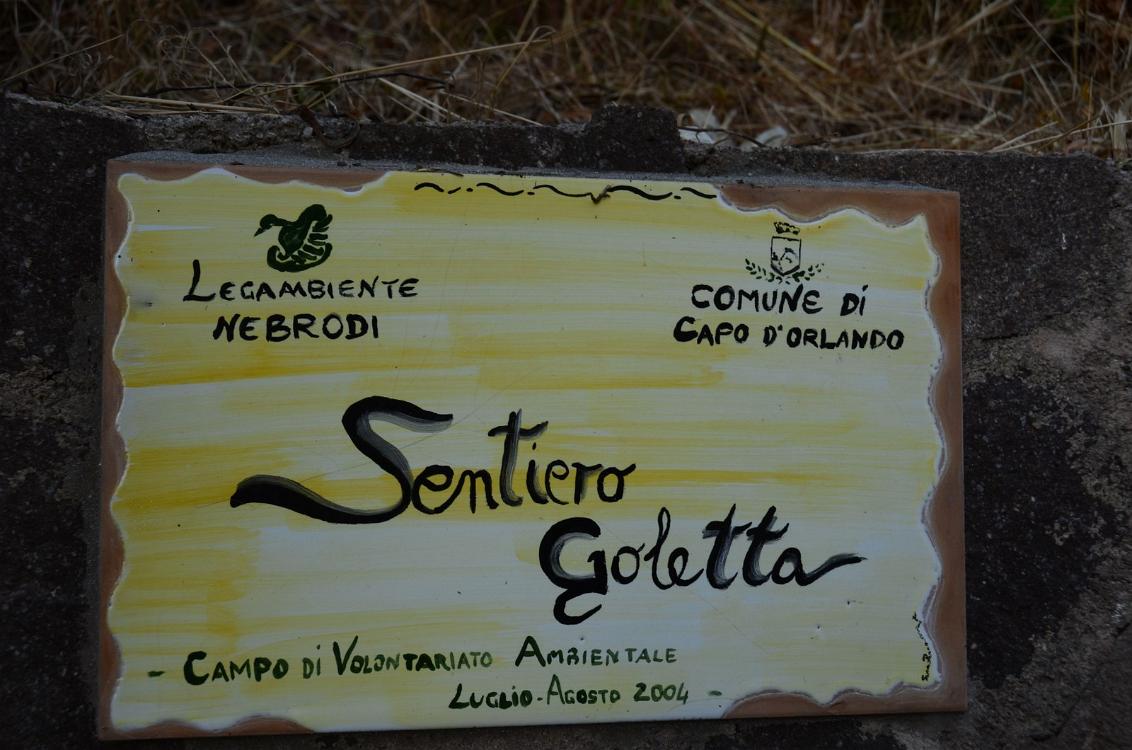 LEGAMBIENTE
NEBRODI
COMUNE Di
CAPO D'ORLANDO
Sentiero
Goletta
- CAMPO Di VOLONTARIATO AMBIENTALE
LUGLIO-AGOSTO 2004 -